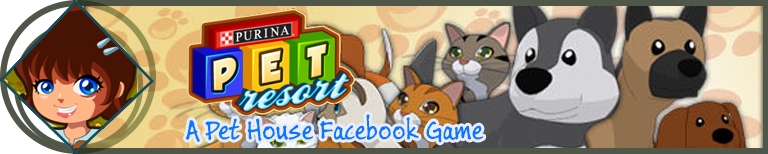 PURINA
PET
resort
A Pet House Facebook Game